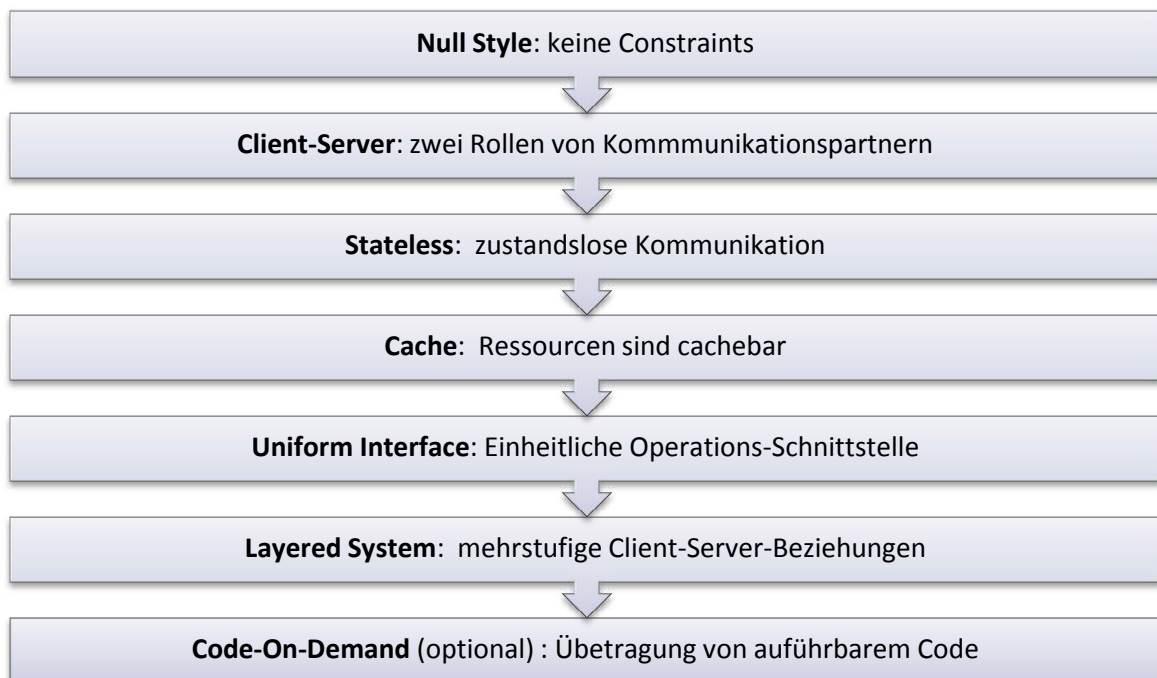 Null Style: keine Constraints
Client-Server: zwei Rollen von Kommmunikationspartnern
Stateless:  zustandslose Kommunikation
Cache:  Ressourcen sind cachebar
Uniform Interface: Einheitliche Operations-Schnittstelle
Layered System:  mehrstufige Client-Server-Beziehungen
Code-On-Demand (optional) : Übetragung von auführbarem Code